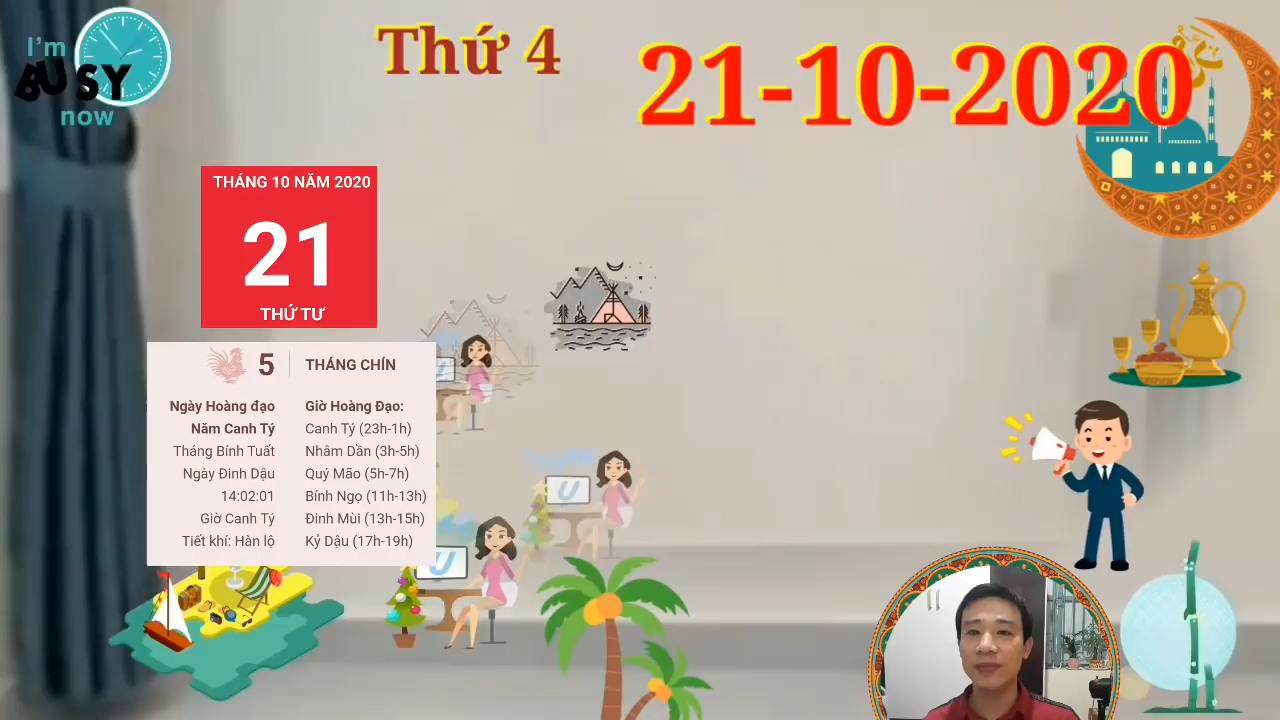 I'm
BUSY
now
Thứ 4
21-10-2020
THÁNG 10 NĂM 2020
21
THỨ TƯ
5
THÁNG CHÍN
Ngày Hoàng đạo
Năm Canh Tý
Tháng Bính Tuất
Ngày Đinh Dậu
14:02:01
Giờ Canh Tý
Tiết khí: Hàn lộ
Giờ Hoàng Đạo:
Canh Tý (23h-1h)
Nhâm Dần (3h-5h)
Quý Mão (5h-7h)
Bính Ngọ (11h-13h)
Đinh Mùi (13h-15h)
Kỷ Dậu (17h-19h)
U
U